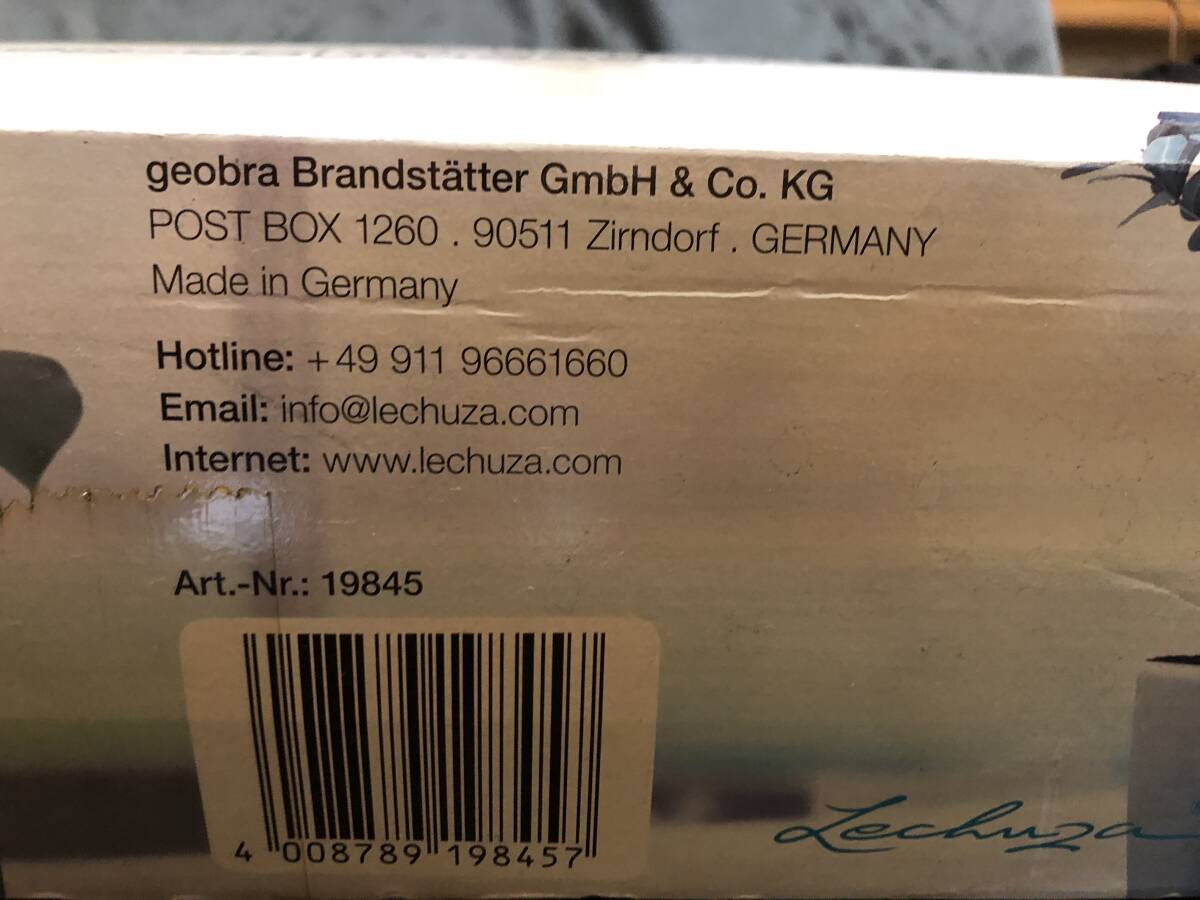 geobra Brandstätter GmbH & Co. KG
POST BOX 1260 . 90511 Zirndorf . GERMANY
Made in Germany
Hotline: +49 911 96661660
Email: info@lechuza.com
Internet: www.lechuza.com
Art.-Nr.: 19845
4 008789 198457
Lechuza